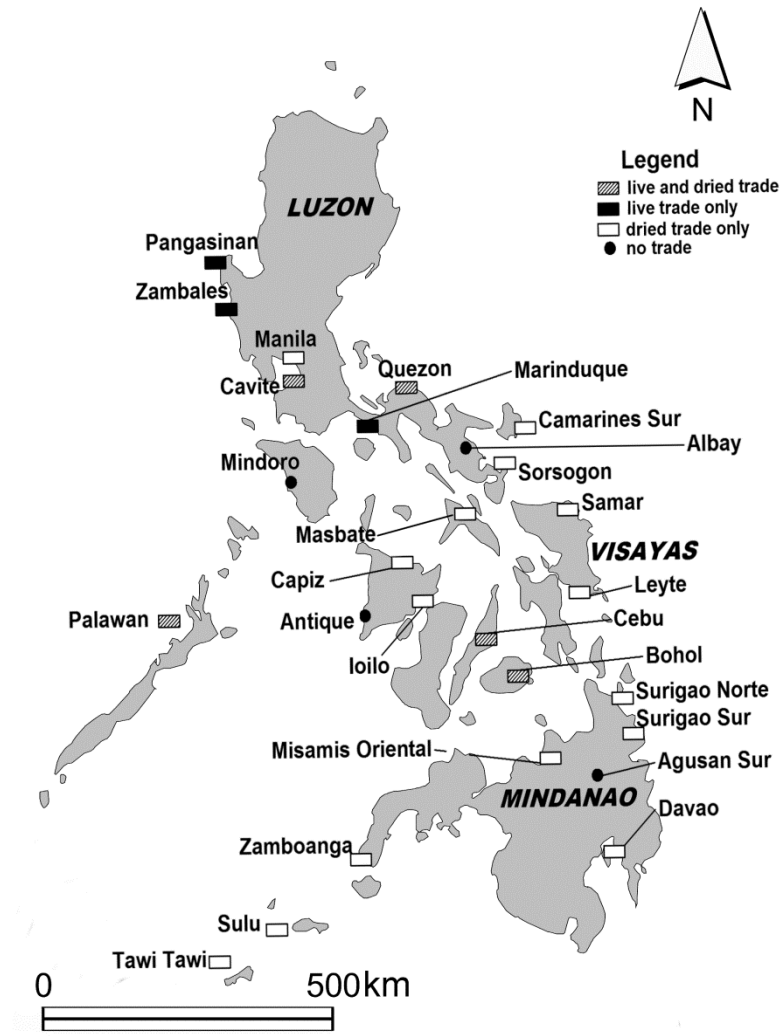 N
Legend
live and dried trade
live trade only
dried trade only
no trade
LUZON
Pangasinan
Zambales
Manila
Cavite
Quezon
Marinduque
Camarines Sur
Albay
Mindoro
Sorsogon
Samar
Masbate
VISAYAS
Capiz
Leyte
Palawan
Antique
Cebu
Ioilo
Bohol
Surigao Norte
Surigao Sur
Misamis Oriental
Agusan Sur
MINDANAO
Davao
Zamboanga
Sulu
Tawi Tawi
0 500km